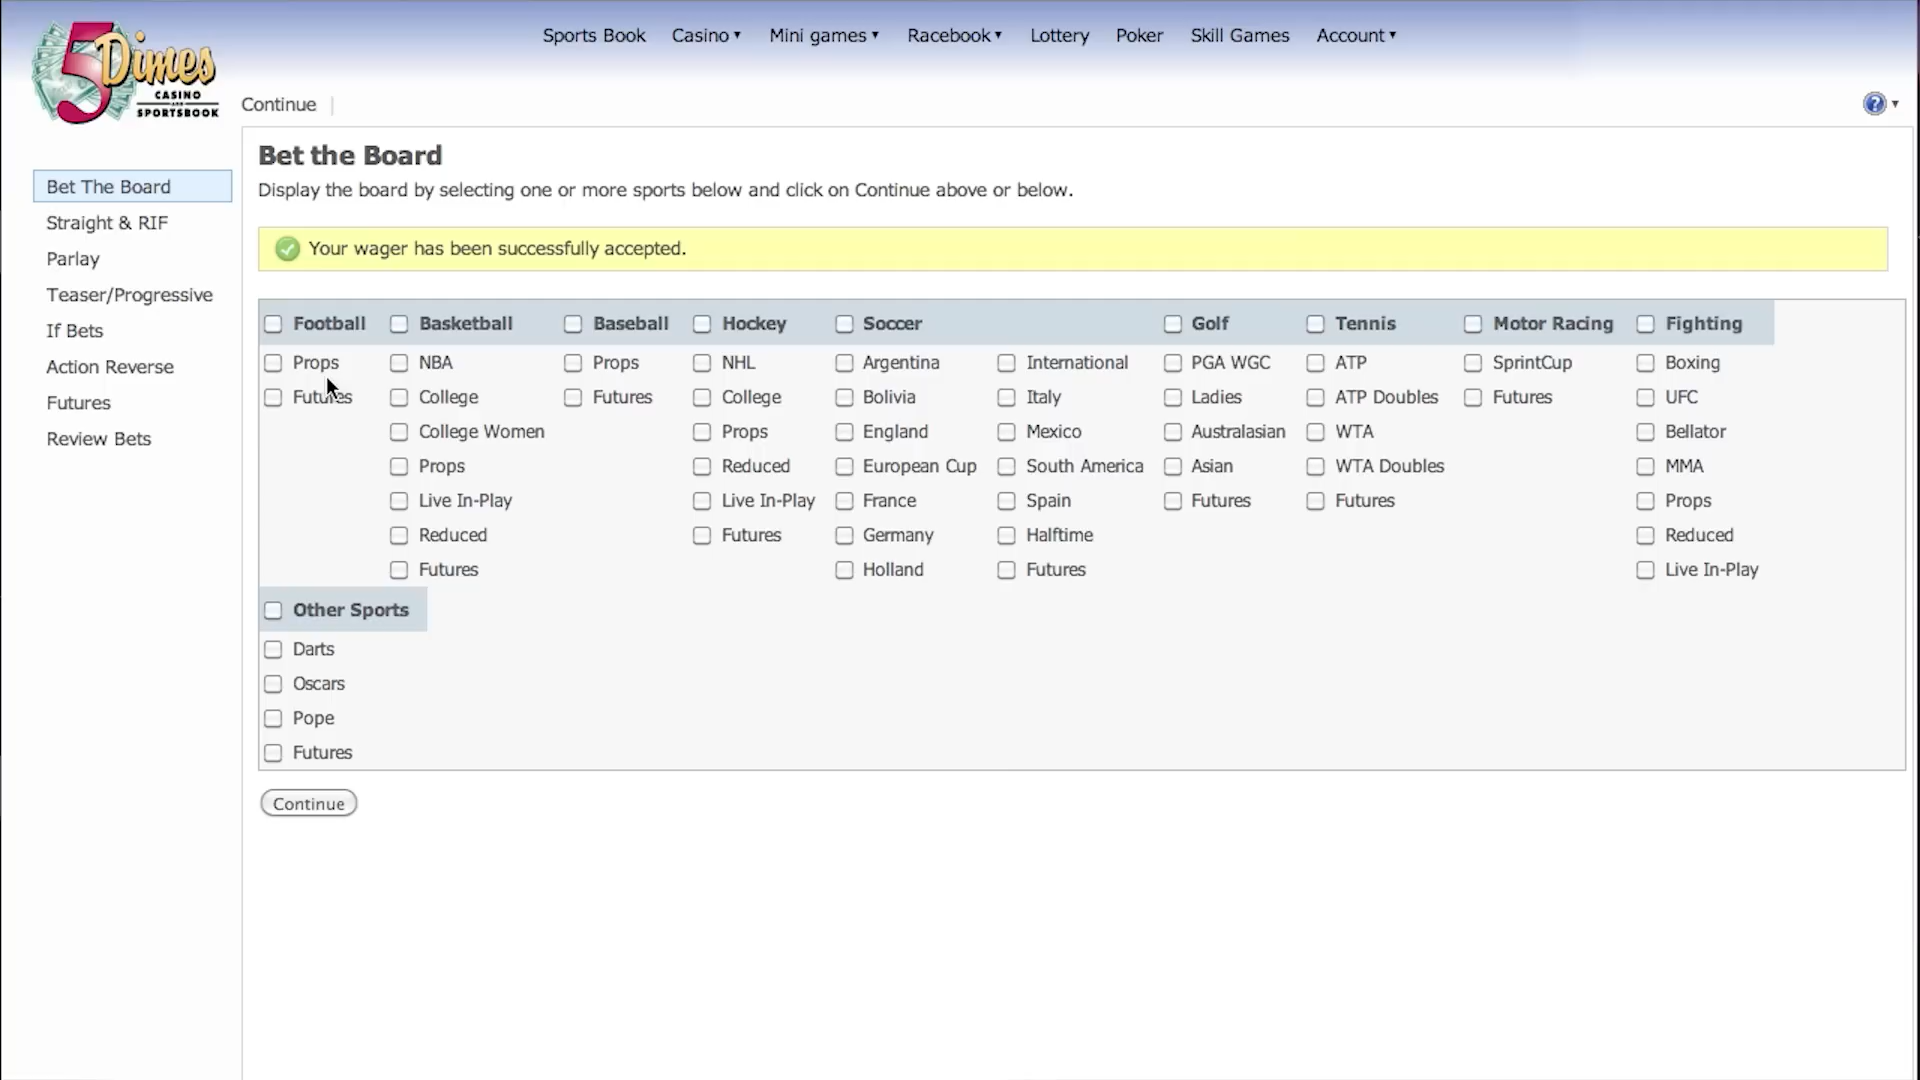 5Dimes
CASINO AND
SPORTSBOOK
Sports Book Casino Mini games Racebook Lottery Poker Skill Games Account
Continue
Bet The Board
Straight & RIF
Parlay
Teaser/Progressive
If Bets
Action Reverse
Futures
Review Bets
Bet the Board
Display the board by selecting one or more sports below and click on Continue above or below.
Your wager has been successfully accepted.
Football Basketball Baseball Hockey Soccer Golf Tennis Motor Racing Fighting
Props NBA Props NHL Argentina International PGA WGC ATP SprintCup Boxing
Futures College Futures College Bolivia Italy Ladies ATP Doubles Futures UFC
College Women Props England Mexico Australasian WTA Bellator
Props Reduced European Cup South America Asian WTA Doubles MMA
Live In-Play Live In-Play France Spain Futures Futures Props
Reduced Futures Germany Halftime Reduced
Futures Holland Futures Live In-Play
Other Sports
Darts
Oscars
Pope
Futures
Continue